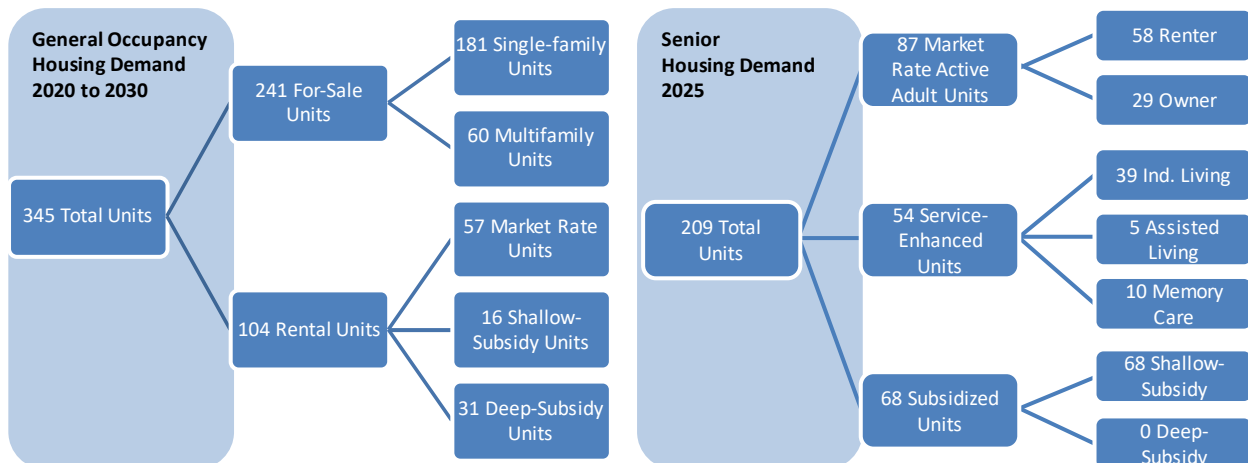 General Occupancy
Housing Demand
2020 to 2030
345 Total Units
241 For-Sale
Units
104 Rental Units
181 Single-family
Units
60 Multifamily
Units
57 Market Rate
Units
16 Shallow-
Subsidy Units
31 Deep-Subsidy
Units
Senior
Housing Demand
2025
209 Total
Units
87 Market
Rate Active
Adult Units
54 Service-
Enhanced
Units
68 Subsidized
Units
58 Renter
29 Owner
39 Ind. Living
5 Assisted
Living
10 Memory
Care
68 Shallow-
Subsidy
0 Deep-
Subsidy